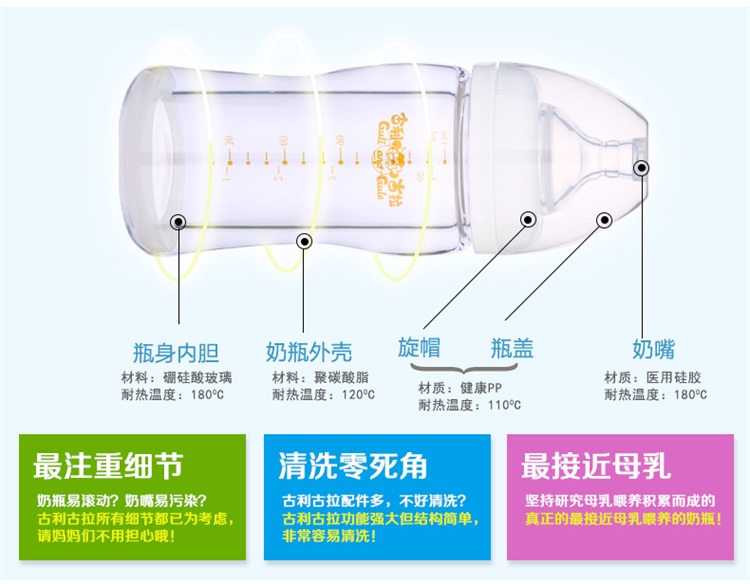 古利
古拉
瓶身内胆
材料：硼硅酸玻璃
耐热温度：180ºC
奶瓶外壳
材料：聚碳酸脂
耐热温度：120ºC
旋帽 瓶盖
材质：健康PP
耐热温度：110ºC
奶嘴
材质：医用硅胶
耐热温度：180ºC
最注重细节
奶瓶易滚动？奶嘴易污染？
古利古拉所有细节都已为考虑，
请妈妈们不用担心哦！
清洗零死角
古利古拉配件多，不好清洗？
古利古拉功能强大但结构简单，
非常容易清洗！
最接近母乳
坚持研究母乳喂养积累而成的
真正的最接近母乳喂养的奶瓶！